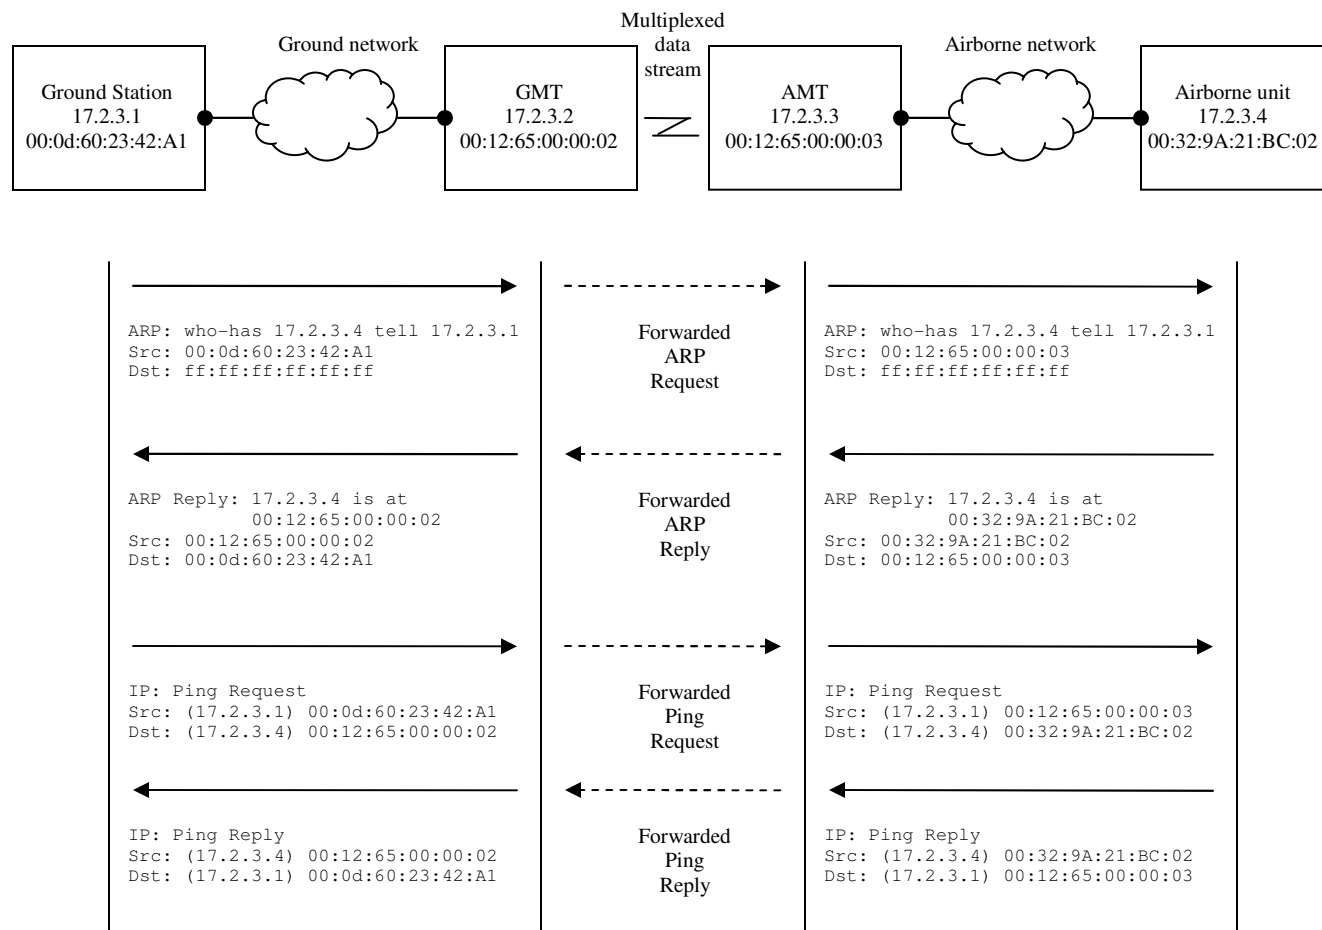 Multiplexed
data
stream
Ground network
Airborne network
Ground Station
17.2.3.1
00:0d:60:23:42:A1
GMT
17.2.3.2
00:12:65:00:00:02
AMT
17.2.3.3
00:12:65:00:00:03
Airborne unit
17.2.3.4
00:32:9A:21:BC:02
ARP: who-has 17.2.3.4 tell 17.2.3.1
Src: 00:0d:60:23:42:A1
Dst: ff:ff:ff:ff:ff:ff
Forwarded
ARP
Request
ARP: who-has 17.2.3.4 tell 17.2.3.1
Src: 00:12:65:00:00:03
Dst: ff:ff:ff:ff:ff:ff
ARP Reply: 17.2.3.4 is at
00:12:65:00:00:02
Src: 00:12:65:00:00:02
Dst: 00:0d:60:23:42:A1
Forwarded
ARP
Reply
ARP Reply: 17.2.3.4 is at
00:32:9A:21:BC:02
Src: 00:32:9A:21:BC:02
Dst: 00:12:65:00:00:03
IP: Ping Request
Src: (17.2.3.1) 00:0d:60:23:42:A1
Dst: (17.2.3.4) 00:12:65:00:00:02
Forwarded
Ping
Request
IP: Ping Request
Src: (17.2.3.1) 00:12:65:00:00:03
Dst: (17.2.3.4) 00:32:9A:21:BC:02
IP: Ping Reply
Src: (17.2.3.4) 00:12:65:00:00:02
Dst: (17.2.3.1) 00:0d:60:23:42:A1
Forwarded
Ping
Reply
IP: Ping Reply
Src: (17.2.3.4) 00:32:9A:21:BC:02
Dst: (17.2.3.1) 00:12:65:00:00:03